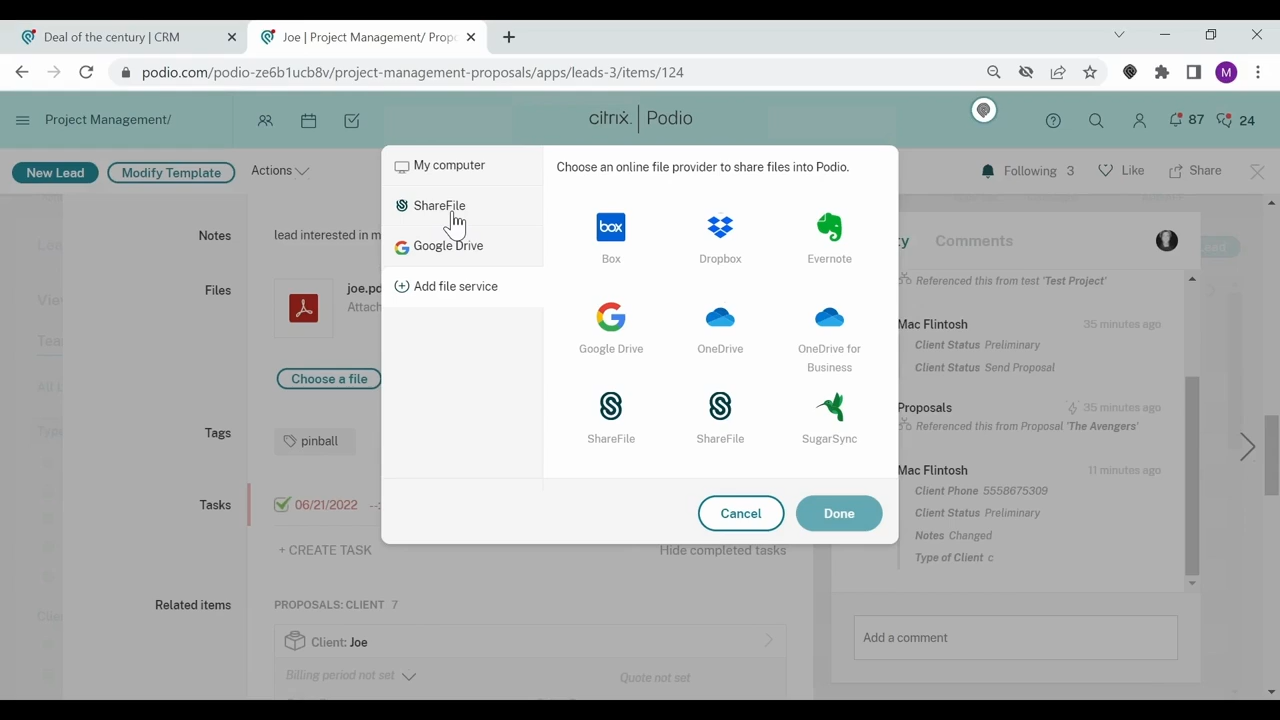 Deal of the century | CRM
Joe | Project Management/ Propo
podio.com/podio-ze6b1ucb8v/project-management-proposals/apps/leads-3/items/124
M
Project Management/
citrix | Podio
87
24
New Lead
Modify Template
Actions
Following 3
Like
Share
Notes
lead interested in m
Files
joe.pd
Attach
Choose a file
Tags
pinball
Tasks
06/21/2022
+ CREATE TASK
Hide completed tasks
Related items
PROPOSALS: CLIENT 7
Client: Joe
Billing period not set
Quote not set
My computer
ShareFile
Google Drive
Add file service
Choose an online file provider to share files into Podio.
box
Box
Dropbox
Evernote
Google Drive
OneDrive
OneDrive for
Business
ShareFile
ShareFile
SugarSync
Cancel
Done
ty
Comments
Referenced this from test 'Test Project'
Mac Flintosh
35 minutes ago
Client Status Preliminary
Client Status Send Proposal
Proposals
35 minutes ago
Referenced this from Proposal 'The Avengers'
Mac Flintosh
11 minutes ago
Client Phone 5558675309
Client Status Preliminary
Notes Changed
Type of Client c
Add a comment